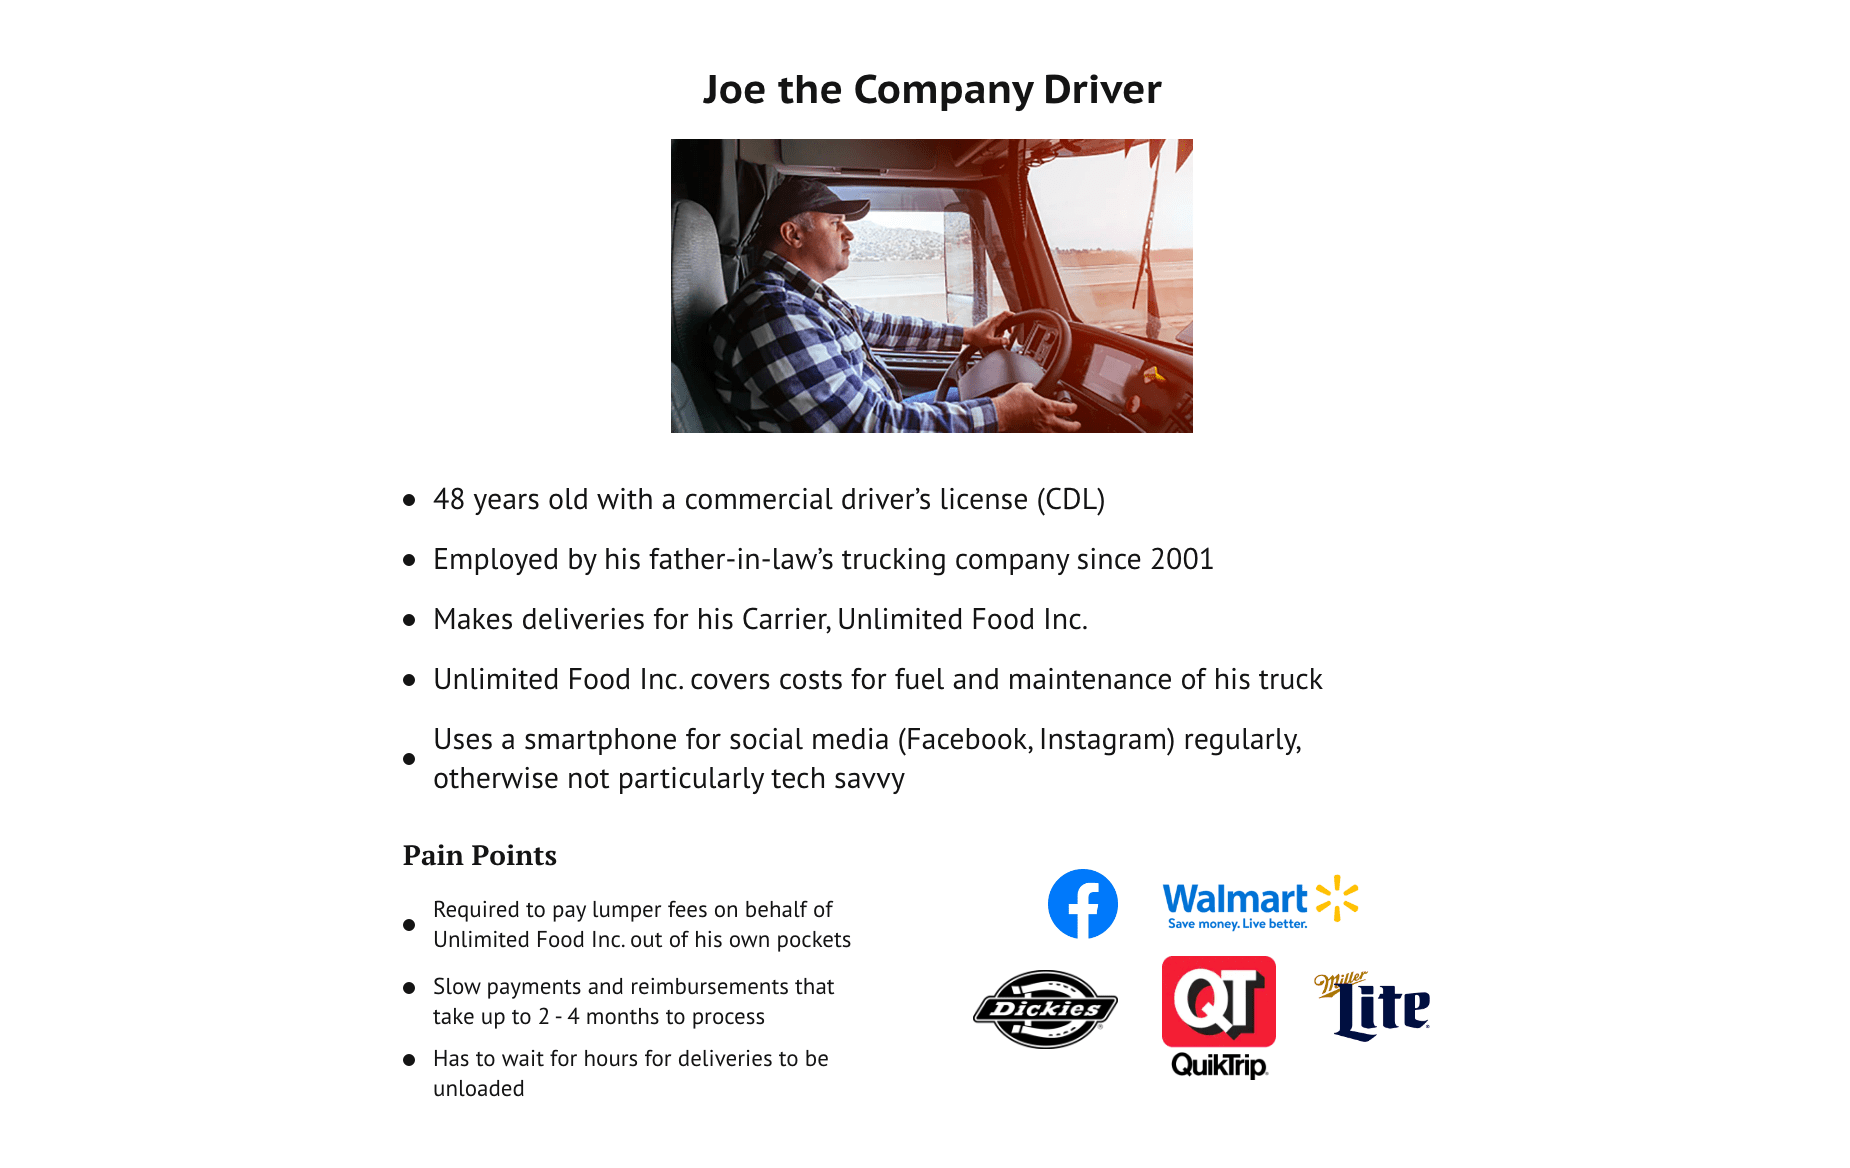 Joe the Company Driver
48 years old with a commercial driver’s license (CDL)
Employed by his father-in-law’s trucking company since 2001
Makes deliveries for his Carrier, Unlimited Food Inc.
Unlimited Food Inc. covers costs for fuel and maintenance of his truck
Uses a smartphone for social media (Facebook, Instagram) regularly,
otherwise not particularly tech savvy
Pain Points
Required to pay lumper fees on behalf of
Unlimited Food Inc. out of his own pockets
Slow payments and reimbursements that
take up to 2 - 4 months to process
Has to wait for hours for deliveries to be
unloaded
f
Walmart
Save money. Live better.
Dickies®
QT
QuikTrip
Miller
Lite